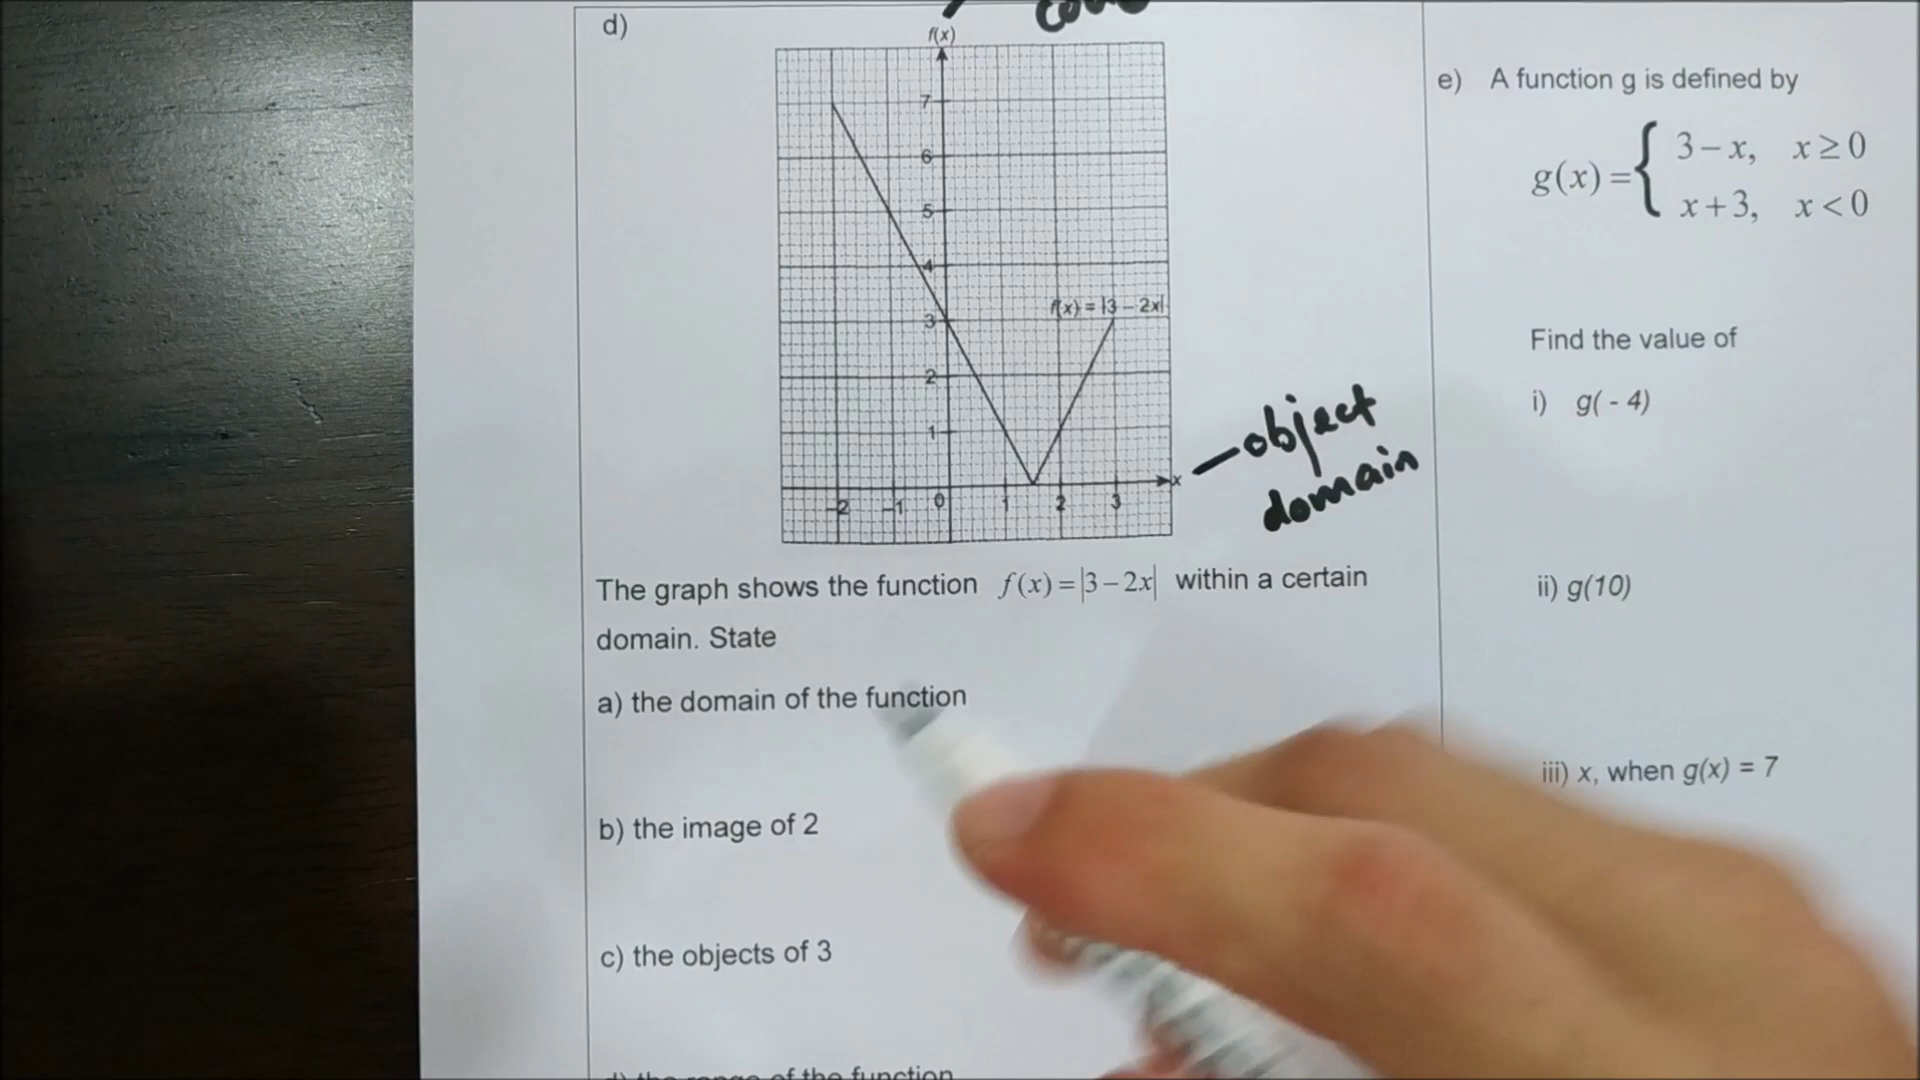 d)
f(x)
7
6
5
4
f(x) = |3 – 2x|
3
2
1
x
-2 -1 0 1 2 3
object
domain
The graph shows the function f(x) = |3 – 2x| within a certain
domain. State
a) the domain of the function
b) the image of 2
c) the objects of 3
of the function
e) A function g is defined by
g(x) = { 3 – x, x ≥ 0
x + 3, x < 0
Find the value of
i) g( - 4)
ii) g(10)
iii) x, when g(x) = 7